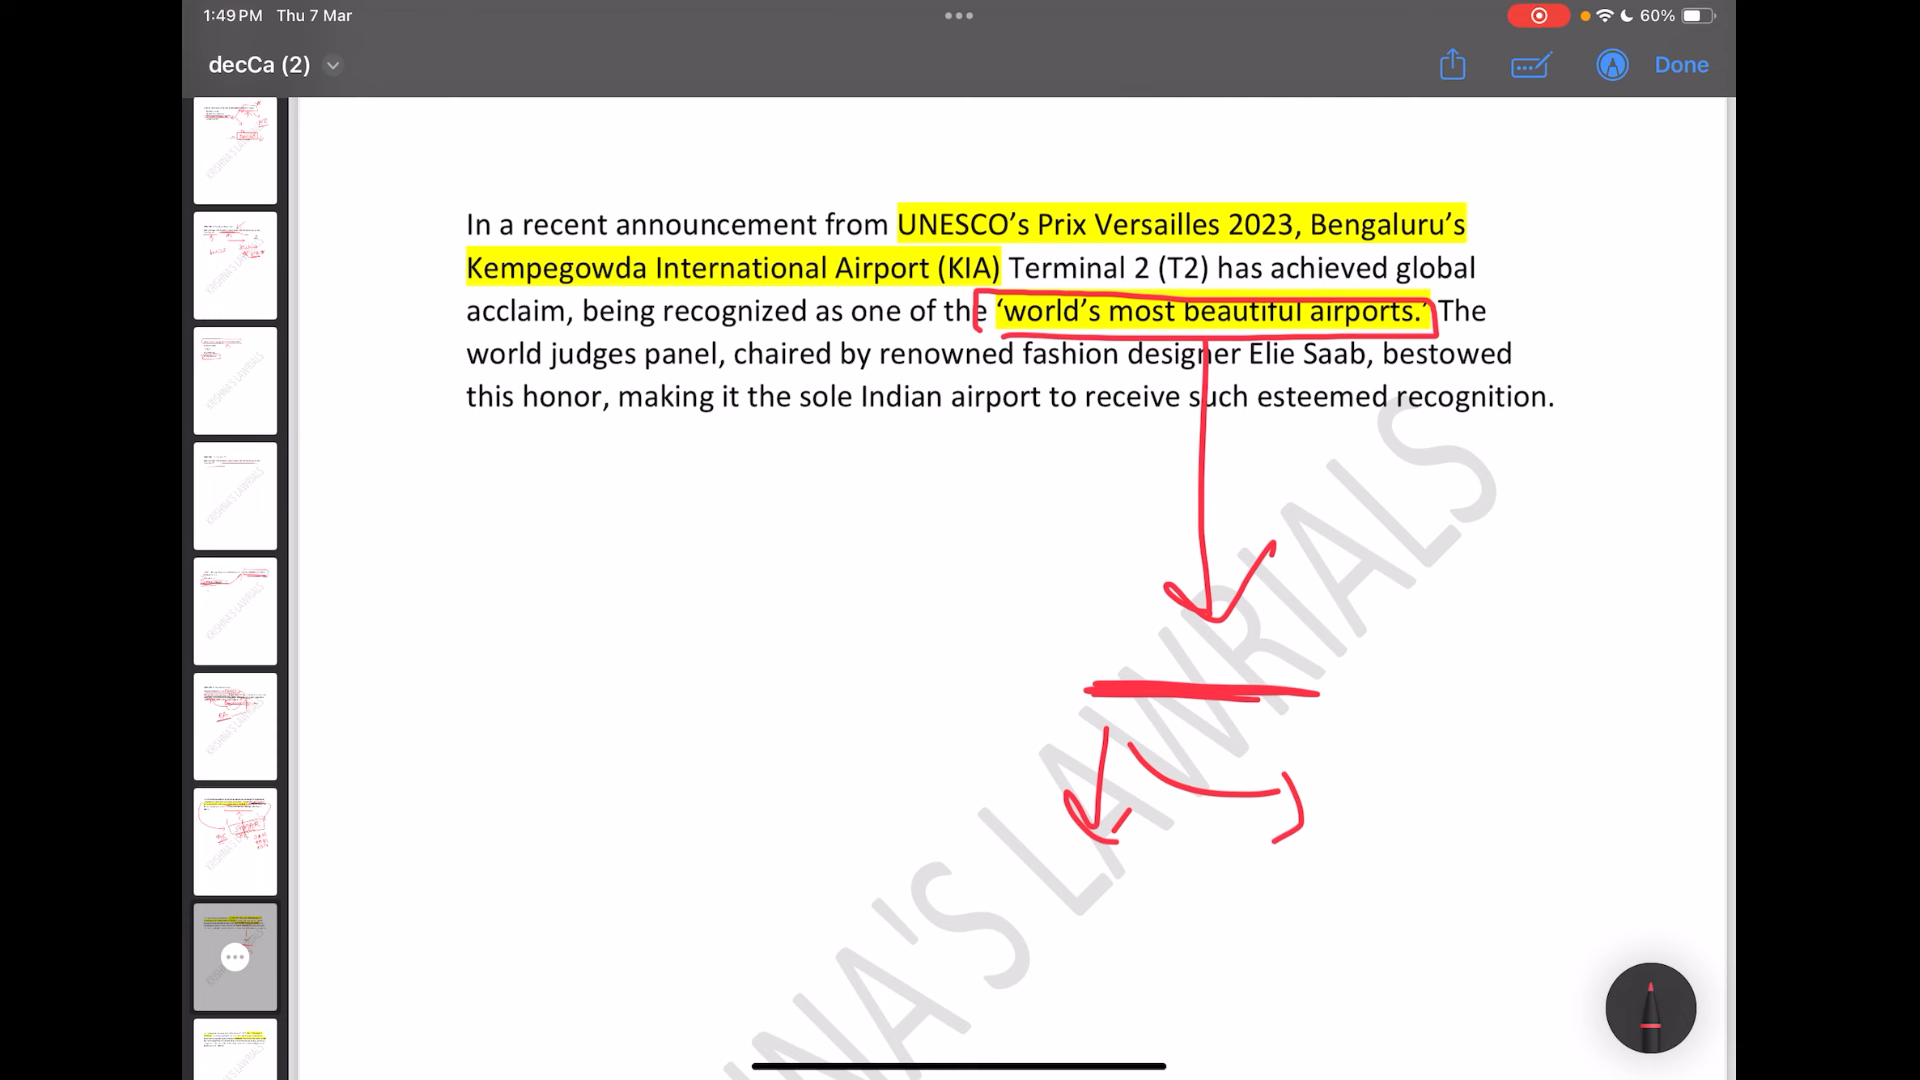 1:49 PM Thu 7 Mar
60%
decCa (2)
Done
In a recent announcement from UNESCO’s Prix Versailles 2023, Bengaluru’s
Kempegowda International Airport (KIA) Terminal 2 (T2) has achieved global
acclaim, being recognized as one of the ‘world’s most beautiful airports.’ The
world judges panel, chaired by renowned fashion designer Elie Saab, bestowed
this honor, making it the sole Indian airport to receive such esteemed recognition.
NNA'S LAWRIALS